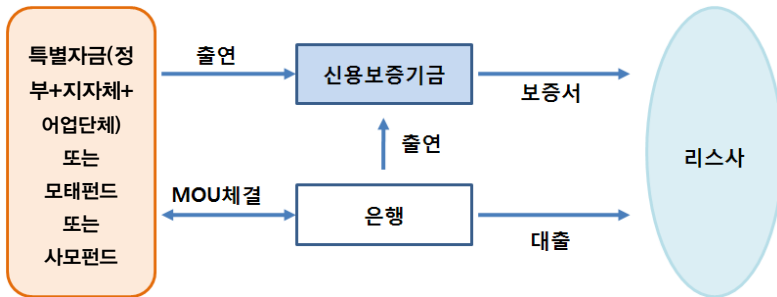 특별자금(정
부+지자체+
어업단체)
또는
모태펀드
또는
사모펀드
출연
신용보증기금
보증서
출연
MOU체결
은행
대출
리스사